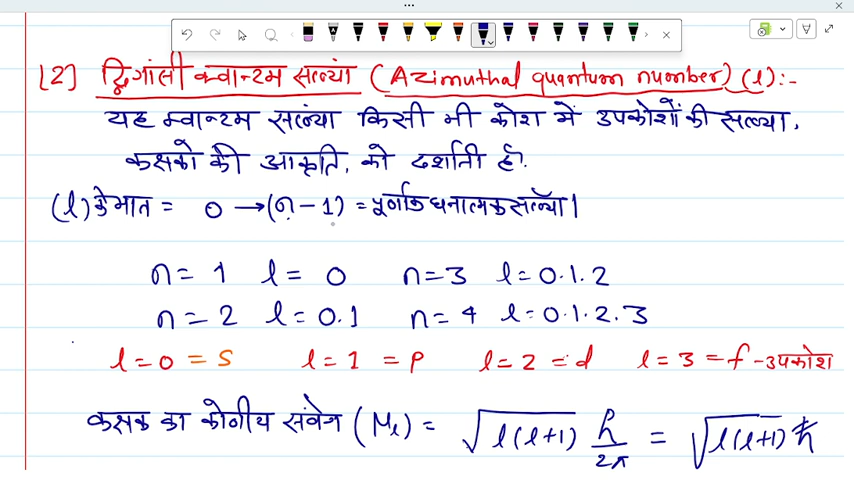 [2] द्विगांसी क्वान्टम संख्या (Azimuthal quantum number) (l):-
यह क्वान्टम संख्या किसी भी कोश में उपकोशों की संख्या,
कक्षको की आकृति, को दर्शाती है.
(l) के मान = 0 → (n - 1) = पूर्णांक धनात्मक संख्या।
n = 1 l = 0 n = 3 l = 0.1.2
n = 2 l = 0.1 n = 4 l = 0.1.2.3
l = 0 = S l = 1 = P l = 2 = d l = 3 = f - उपकोश
कक्षक का कोणीय संवेग (μl) = √l(l+1) h/2π = √l(l+1) ℏ